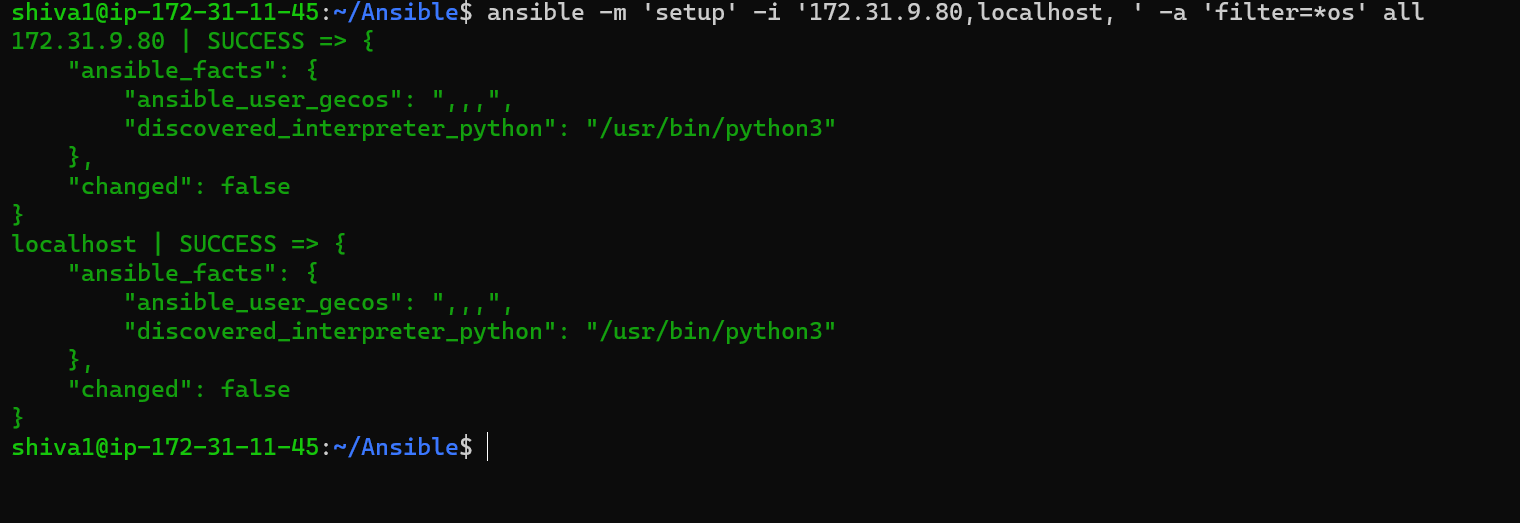 shiva1@ip-172-31-11-45:~/Ansible$ ansible -m 'setup' -i '172.31.9.80,localhost, ' -a 'filter=*os' all
172.31.9.80 | SUCCESS => {
    "ansible_facts": {
        "ansible_user_gecos": ",,,",
        "discovered_interpreter_python": "/usr/bin/python3"
    },
    "changed": false
}
localhost | SUCCESS => {
    "ansible_facts": {
        "ansible_user_gecos": ",,,",
        "discovered_interpreter_python": "/usr/bin/python3"
    },
    "changed": false
}
shiva1@ip-172-31-11-45:~/Ansible$